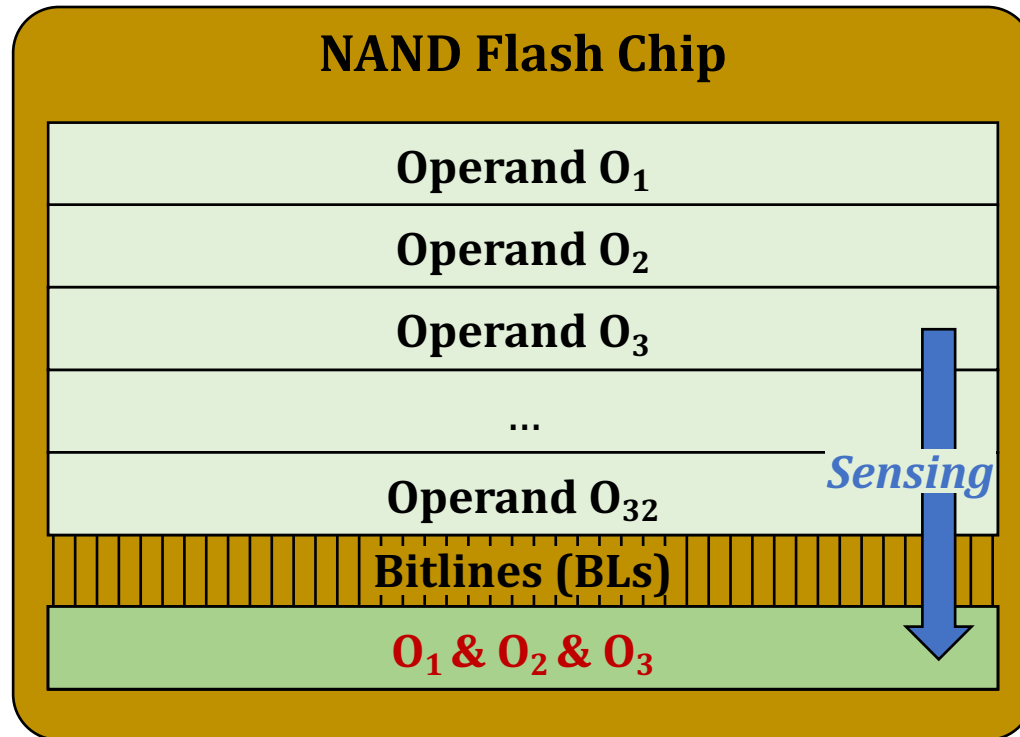 NAND Flash Chip
Operand O₁
Operand O₂
Operand O₃
...
Sensing
Operand O₃₂
Bitlines (BLs)
O₁ & O₂ & O₃